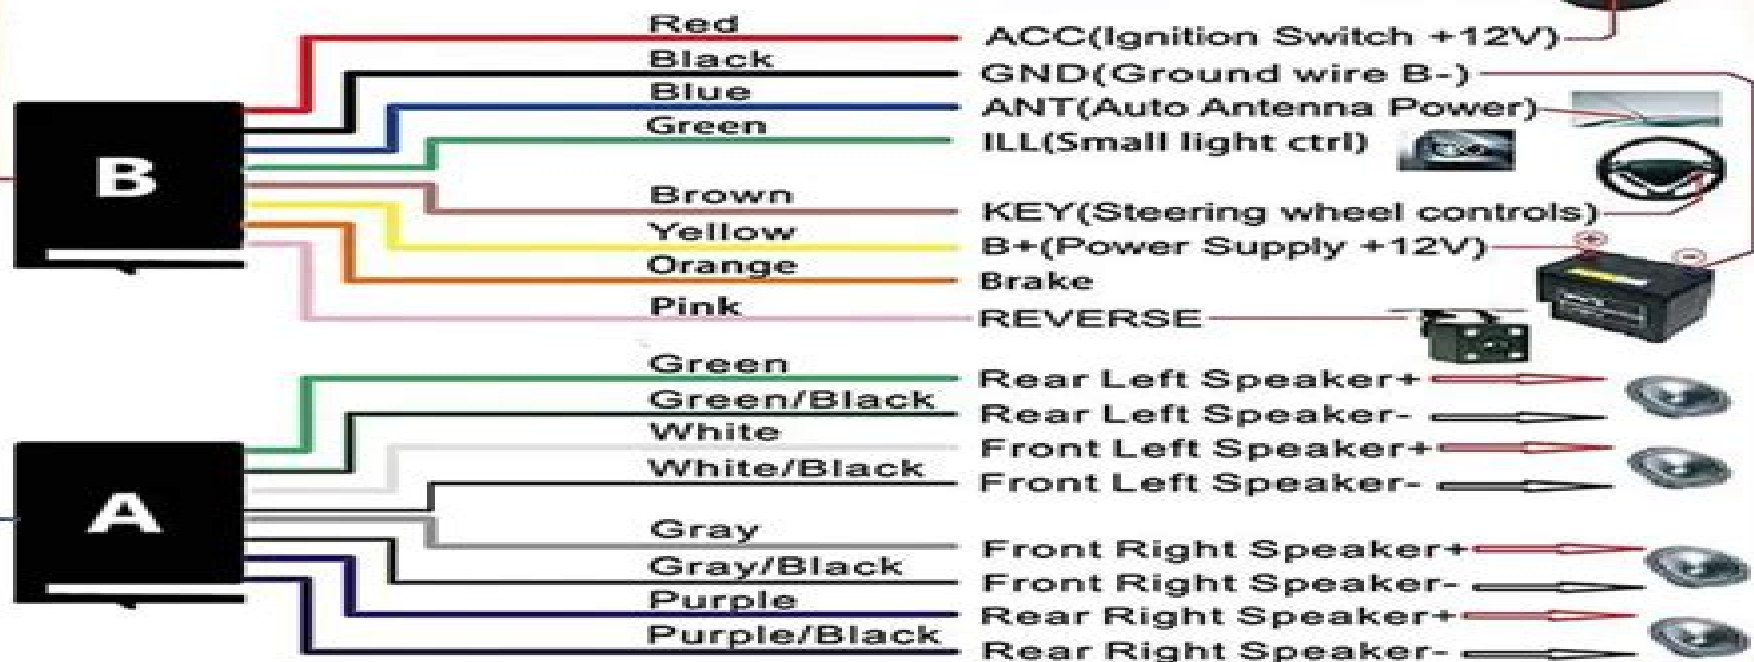 Red
ACC(Ignition Switch +12V)
Black
GND(Ground wire B-)
Blue
ANT(Auto Antenna Power)
Green
ILL(Small light ctrl)
B
Brown
KEY(Steering wheel controls)
Yellow
B+(Power Supply +12V)
Orange
Brake
Pink
REVERSE
Green
Rear Left Speaker+
Green/Black
Rear Left Speaker-
White
Front Left Speaker+
White/Black
Front Left Speaker-
A
Gray
Front Right Speaker+
Gray/Black
Front Right Speaker-
Purple
Rear Right Speaker+
Purple/Black
Rear Right Speaker-